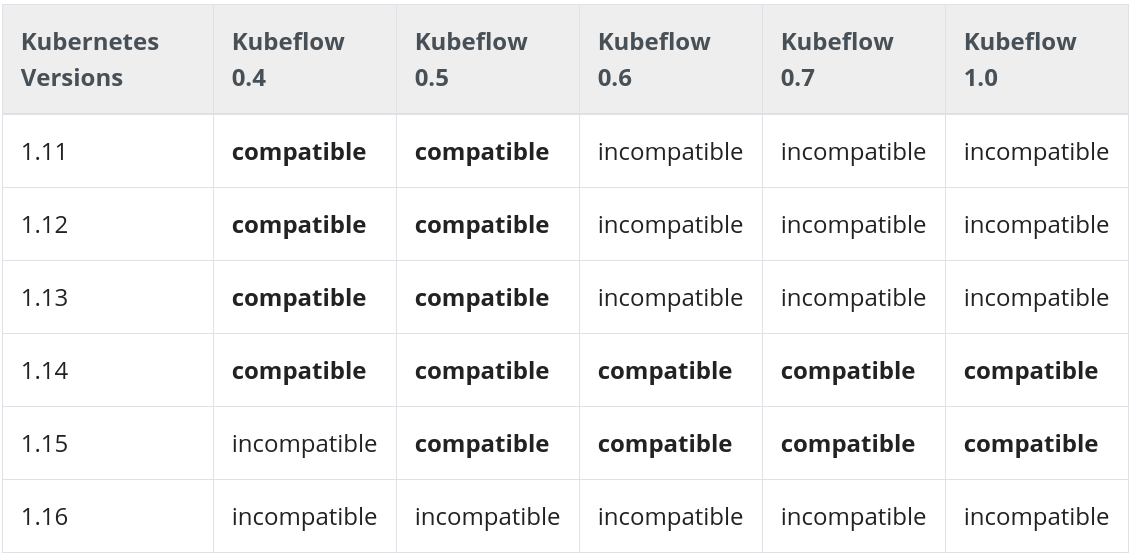 Kubernetes Kubeflow Kubeflow Kubeflow Kubeflow Kubeflow
Versions 0.4 0.5 0.6 0.7 1.0
1.11 compatible compatible incompatible incompatible incompatible
1.12 compatible compatible incompatible incompatible incompatible
1.13 compatible compatible incompatible incompatible incompatible
1.14 compatible compatible compatible compatible compatible
1.15 incompatible compatible compatible compatible compatible
1.16 incompatible incompatible incompatible incompatible incompatible